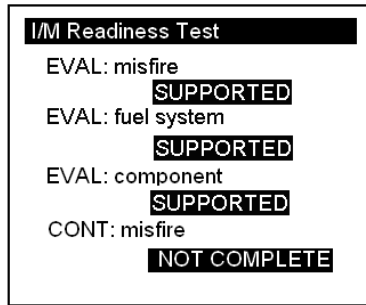 I/M Readiness Test
EVAL: misfire
SUPPORTED
EVAL: fuel system
SUPPORTED
EVAL: component
SUPPORTED
CONT: misfire
NOT COMPLETE